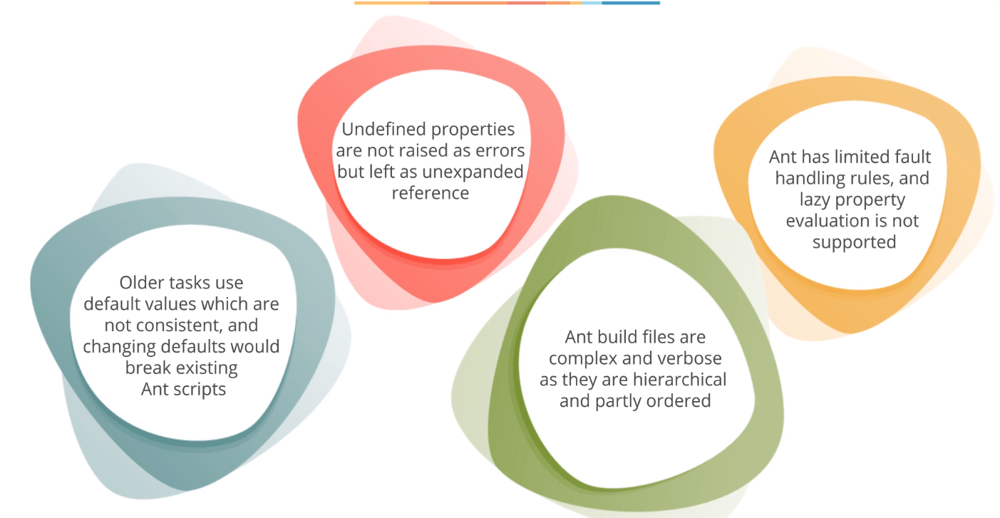 Older tasks use
default values which are
not consistent, and
changing defaults would
break existing
Ant scripts
Undefined properties
are not raised as errors
but left as unexpanded
reference
Ant build files are
complex and verbose
as they are hierarchical
and partly ordered
Ant has limited fault
handling rules, and
lazy property
evaluation is not
supported